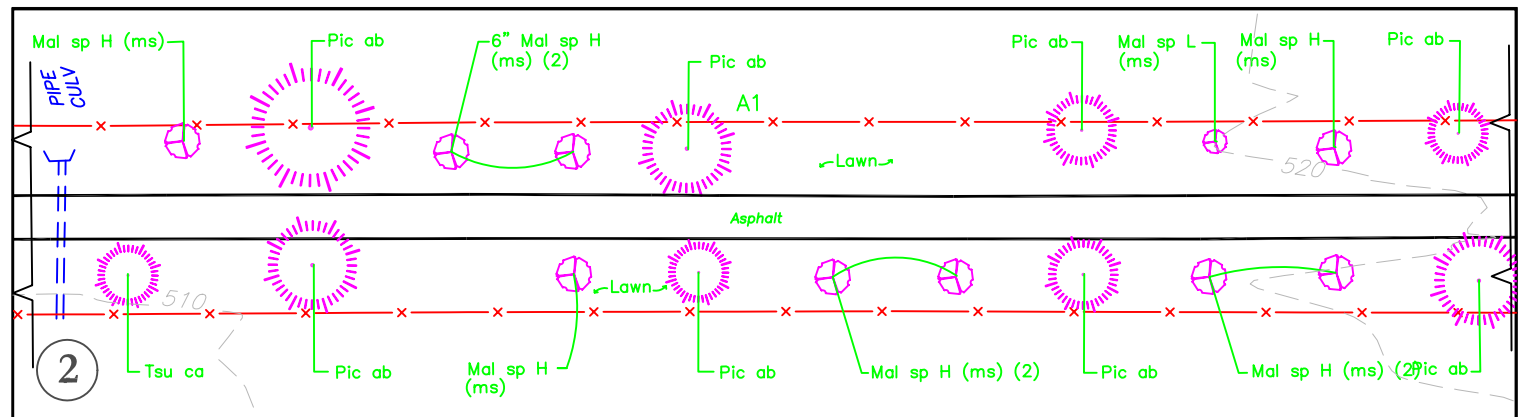 Mal sp H (ms)
Pic ab
6" Mal sp H
(ms) (2)
Pic ab
Pic ab
Mal sp L
(ms)
Mal sp H
(ms)
Pic ab
PIPE
CULV
A1
Lawn
520
Asphalt
510
Lawn
2
Tsu ca
Pic ab
Mal sp H
(ms)
Pic ab
Mal sp H (ms) (2)
Pic ab
Mal sp H (ms) (2)
Pic ab